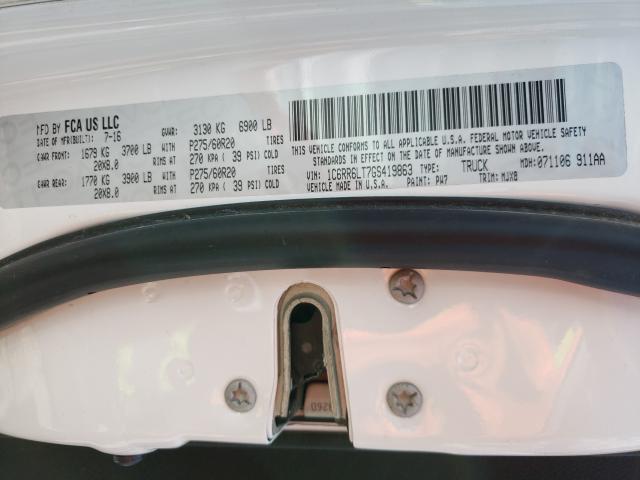 MFD BY FCA US LLC GVWR: 3130 KG 6900 LB
DATE OF MFR(BUILT): 7-16
GAWR FRONT: 1679 KG 3700 LB WITH P275/60R20 TIRES
20X8.0 RIMS AT 270 KPA ( 39 PSI) COLD
GAWR REAR: 1770 KG 3900 LB WITH P275/60R20 TIRES
20X8.0 RIMS AT 270 KPA ( 39 PSI) COLD
THIS VEHICLE CONFORMS TO ALL APPLICABLE U.S.A. FEDERAL MOTOR VEHICLE SAFETY
STANDARDS IN EFFECT ON THE DATE OF MANUFACTURE SHOWN ABOVE.
VIN: 1C6RR6LT7GS419863 TYPE: TRUCK MDH: 071106 911AA
VEHICLE MADE IN U.S.A. PAINT: PW7 TRIM: MJX8